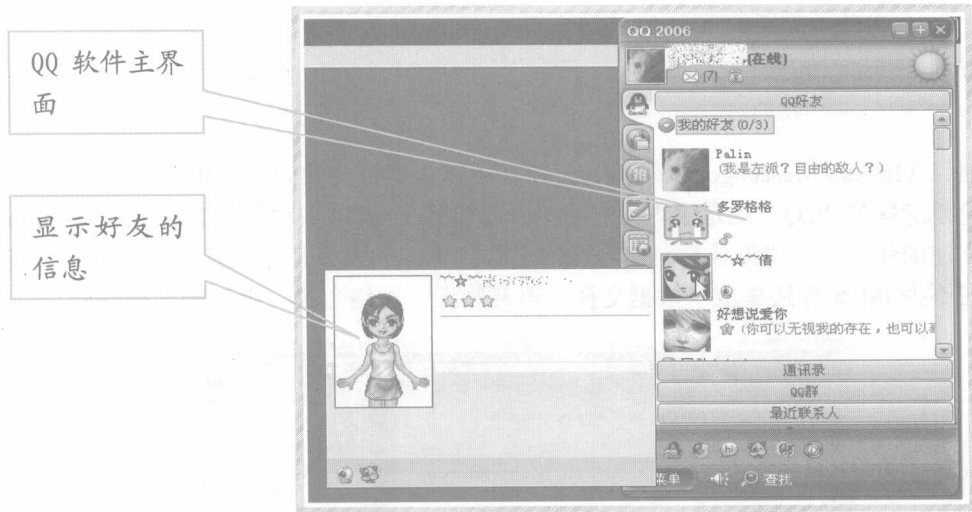 QQ 软件主界
面
显示好友的
信息
QQ 2006
(在线)
(7)
QQ好友
我的好友 (0/3)
Palin
(我是左派？自由的敌人？)
多罗格格
~~☆~~倩
好想说爱你
(你可以无视我的存在，也可以
通讯录
QQ群
最近联系人
hi
菜单
查找
~~☆~~